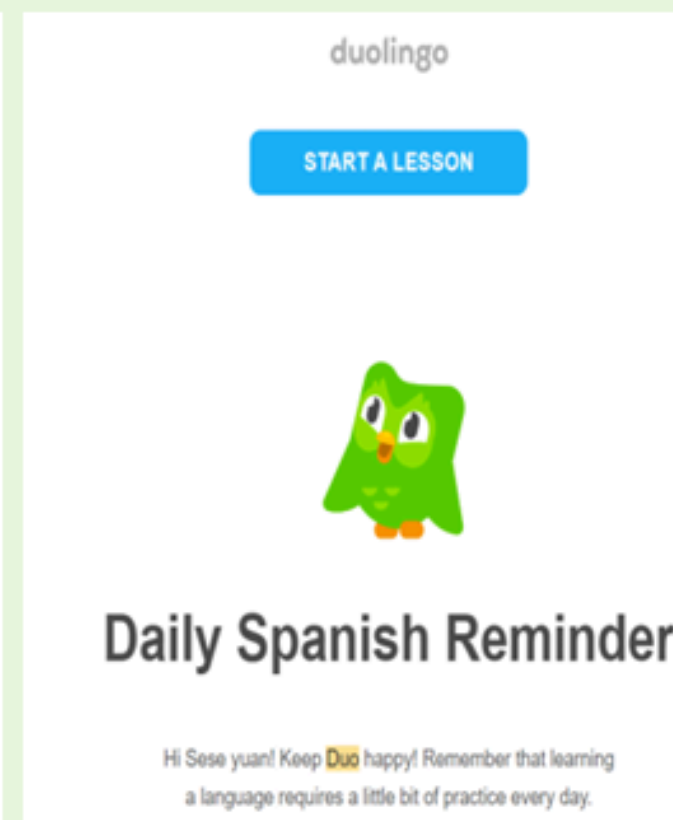 duolingo
START A LESSON
Daily Spanish Reminder
Hi Sese yuan! Keep Duo happy! Remember that learning
a language requires a little bit of practice every day.